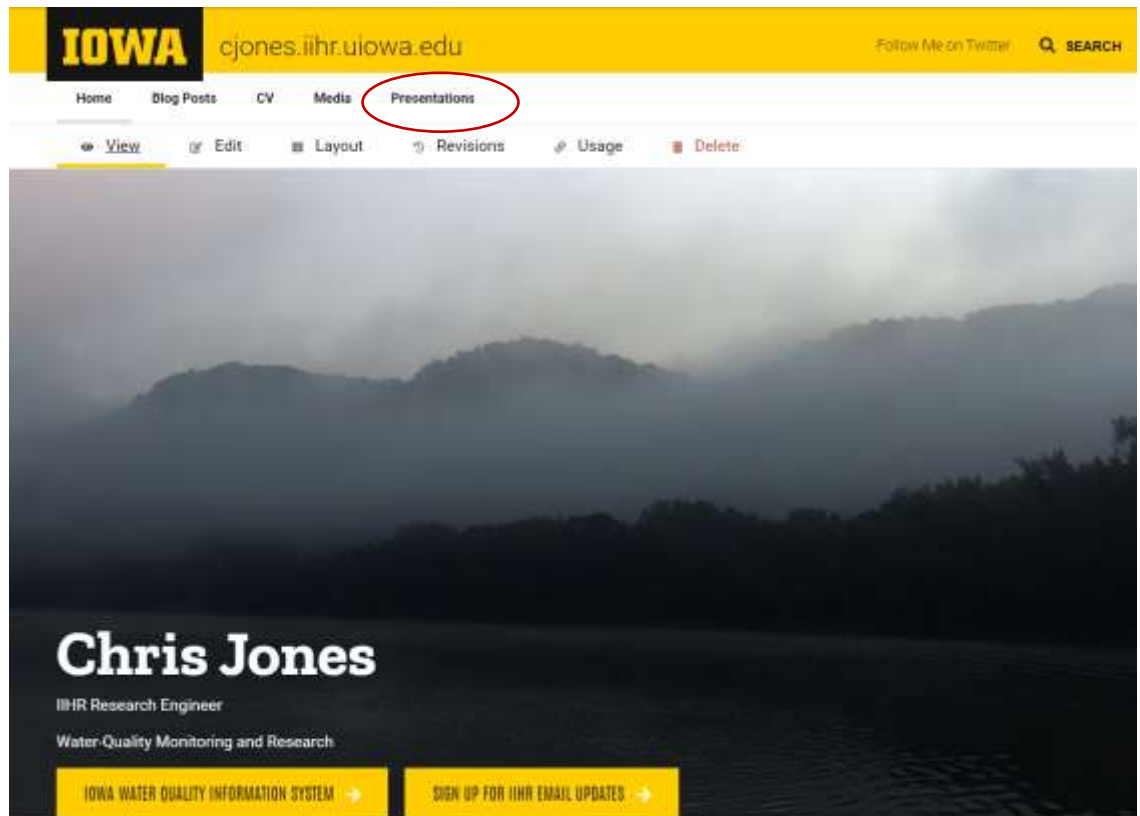 IOWA cjones.iihr.uiowa.edu Follow Me on Twitter SEARCH
Home Blog Posts CV Media Presentations
View Edit Layout Revisions Usage Delete
Chris Jones
IIHR Research Engineer
Water-Quality Monitoring and Research
IOWA WATER QUALITY INFORMATION SYSTEM → SIGN UP FOR IIHR EMAIL UPDATES →